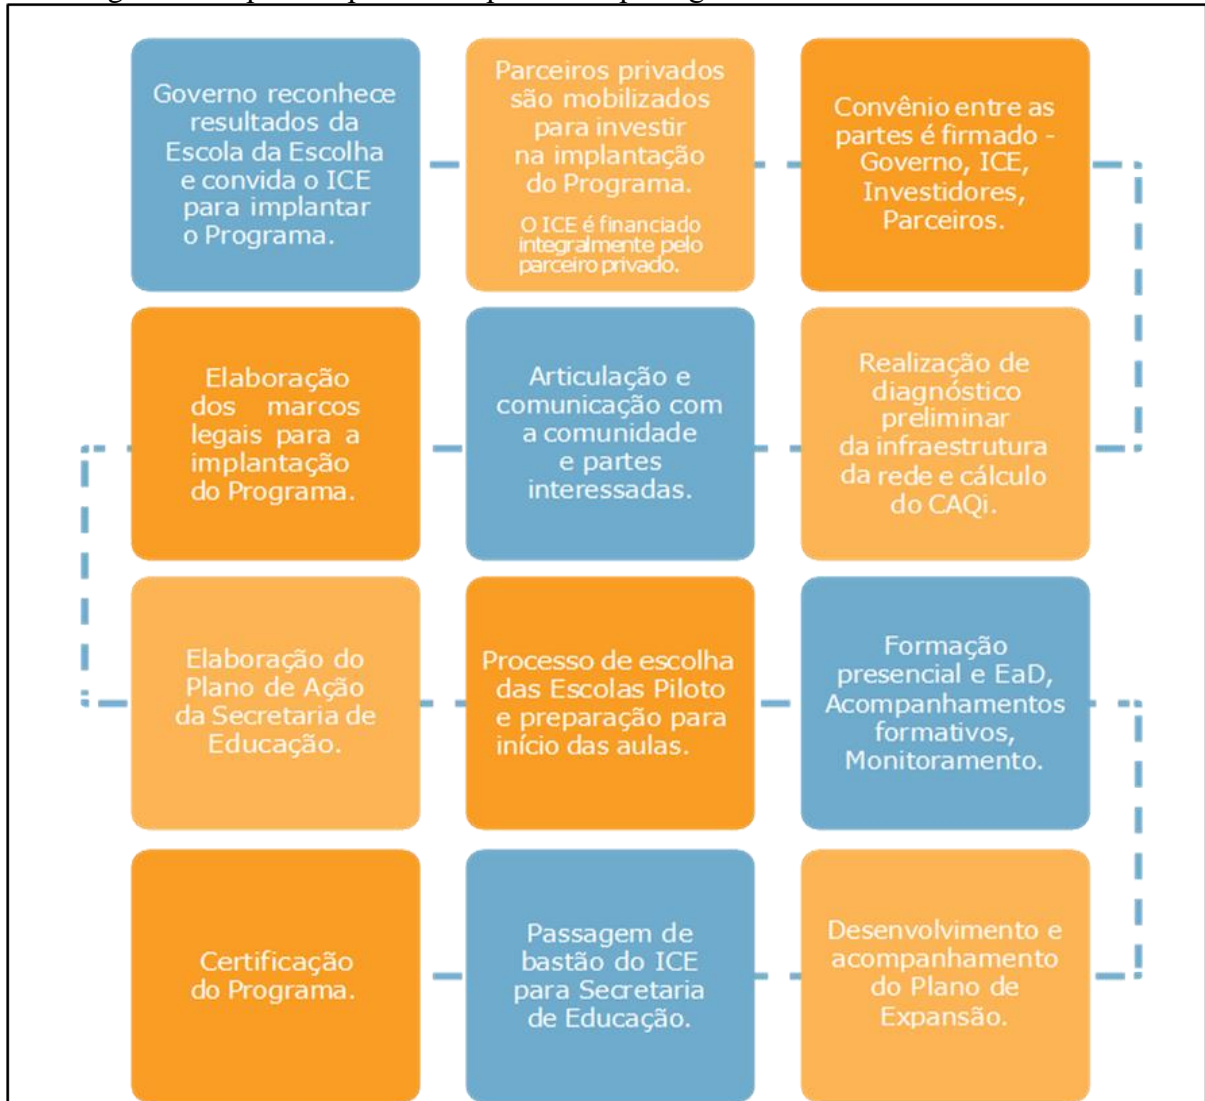 Governo reconhece
resultados da
Escola da Escolha
e convida o ICE
para implantar
o Programa.
Parceiros privados
são mobilizados
para investir
na implantação
do Programa.
O ICE é financiado
integralmente pelo
parceiro privado.
Convênio entre as
partes é firmado -
Governo, ICE,
Investidores,
Parceiros.
Realização de
diagnóstico
preliminar
da infraestrutura
da rede e cálculo
do CAQi.
Articulação e
comunicação com
a comunidade
e partes
interessadas.
Elaboração
dos marcos
legais para a
implantação
do Programa.
Elaboração do
Plano de Ação
da Secretaria de
Educação.
Processo de escolha
das Escolas Piloto
e preparação para
início das aulas.
Formação
presencial e EaD,
Acompanhamentos
formativos,
Monitoramento.
Desenvolvimento e
acompanhamento
do Plano de
Expansão.
Passagem de
bastão do ICE
para Secretaria
de Educação.
Certificação
do Programa.